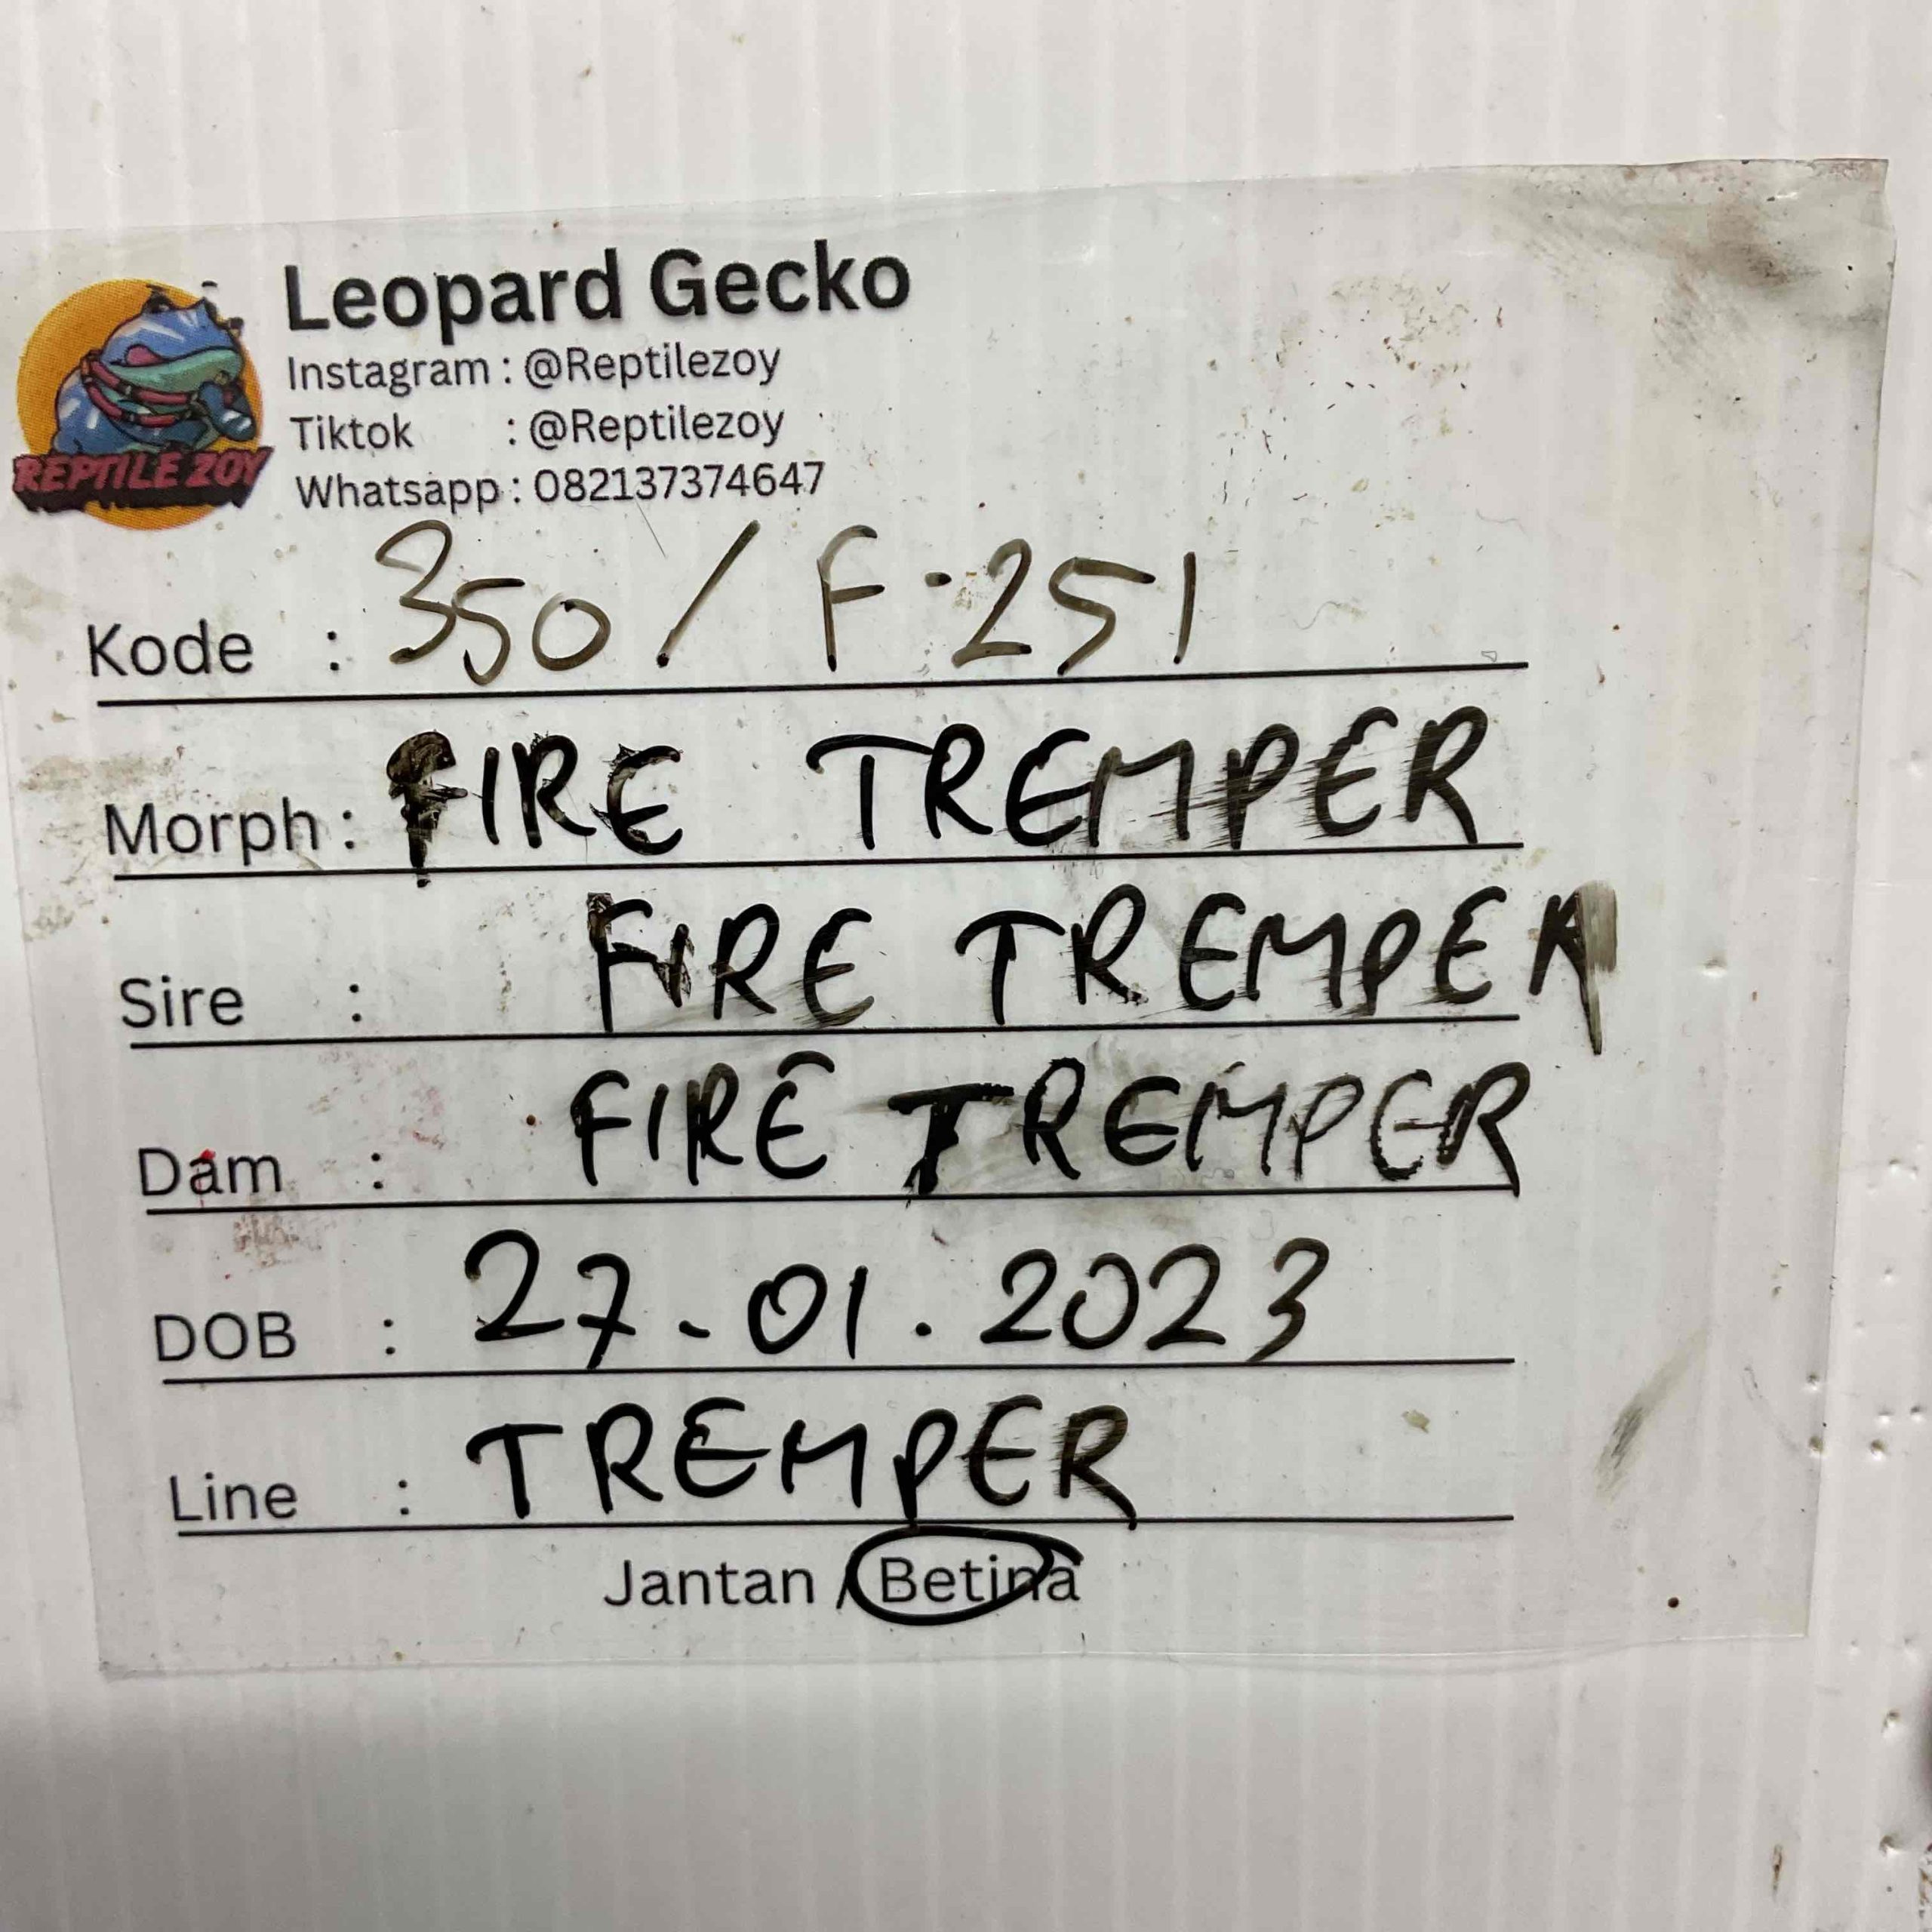 Leopard Gecko
Instagram : @Reptilezoy
Tiktok : @Reptilezoy
Whatsapp : 082137374647
REPTILE ZOY
Kode : 350 / F.251
Morph : FIRE TREMPER
Sire : FIRE TREMPER
Dam : FIRE TREMPER
DOB : 27-01.2023
Line : TREMPER
Jantan / Betina